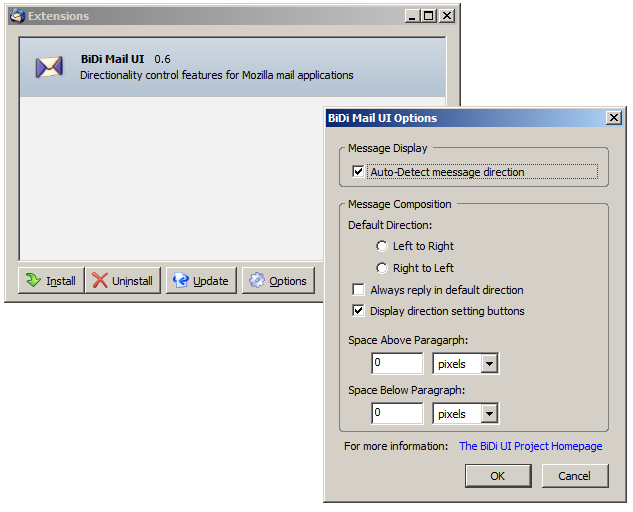 Extensions
BiDi Mail UI 0.6
Directionality control features for Mozilla mail applications
Install Uninstall Update Options
BiDi Mail UI Options
Message Display
Auto-Detect meessage direction
Message Composition
Default Direction:
Left to Right
Right to Left
Always reply in default direction
Display direction setting buttons
Space Above Paragarph:
0 pixels
Space Below Paragraph:
0 pixels
For more information: The BiDi UI Project Homepage
OK Cancel